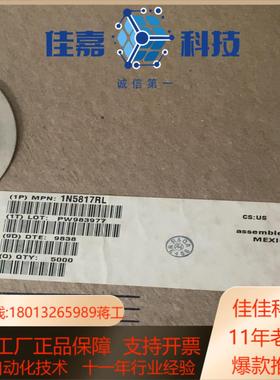 佳嘉 科技
诚信第一
(1P) MPN: 1N5817RL
(1T) LOT: PW983977
(9D) DTE: 9838
(Q) QTY: 5000
CS:US
assemble
MEXI
线:18013265989蒋工
工厂正品保障 支持开票
自动化技术 十一年行业经验
佳佳科
11年老
爆款推